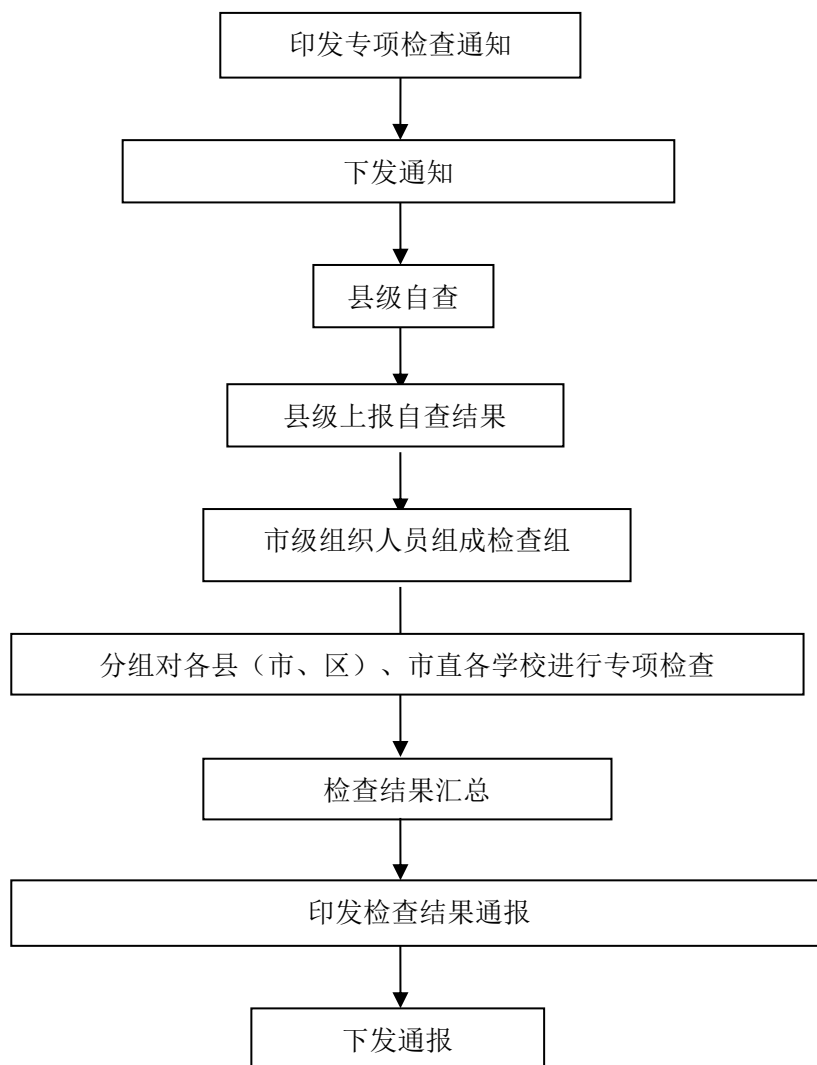 印发专项检查通知
下发通知
县级自查
县级上报自查结果
市级组织人员组成检查组
分组对各县（市、区）、市直各学校进行专项检查
检查结果汇总
印发检查结果通报
下发通报